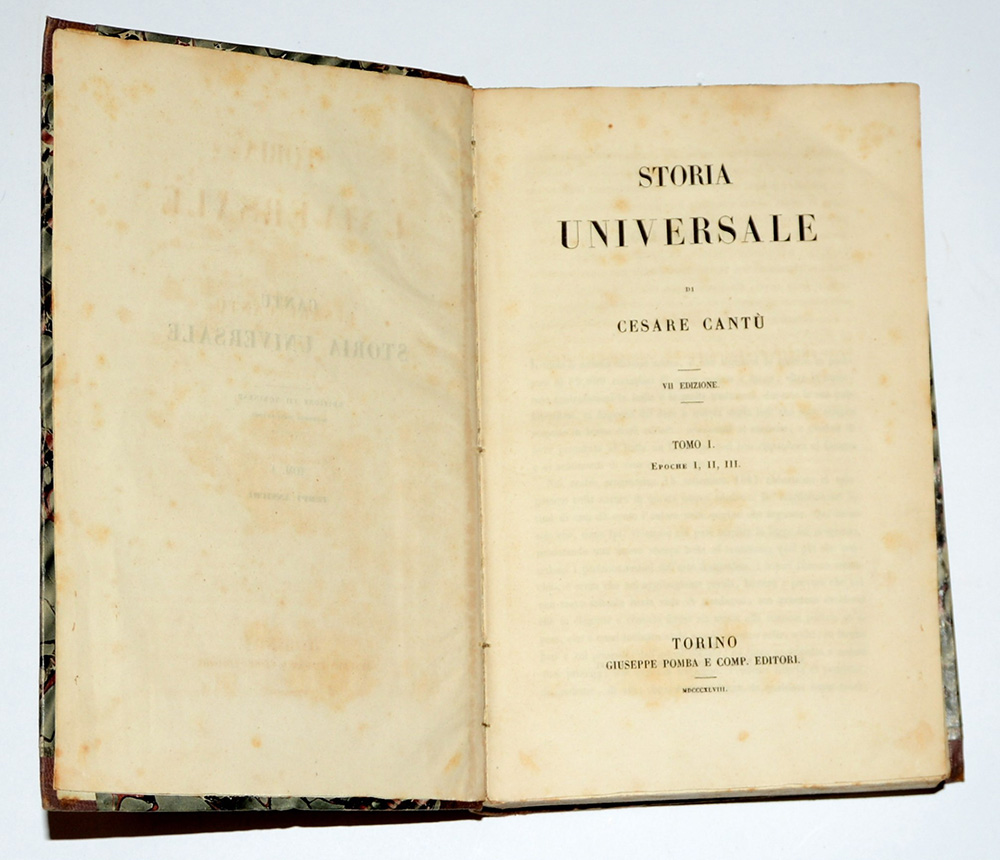 STORIA
UNIVERSALE
DI
CESARE CANTÙ
VII EDIZIONE.
TOMO I.
EPOCHE I, II, III.
TORINO
GIUSEPPE POMBA E COMP. EDITORI.
MDCCCXLVIII.